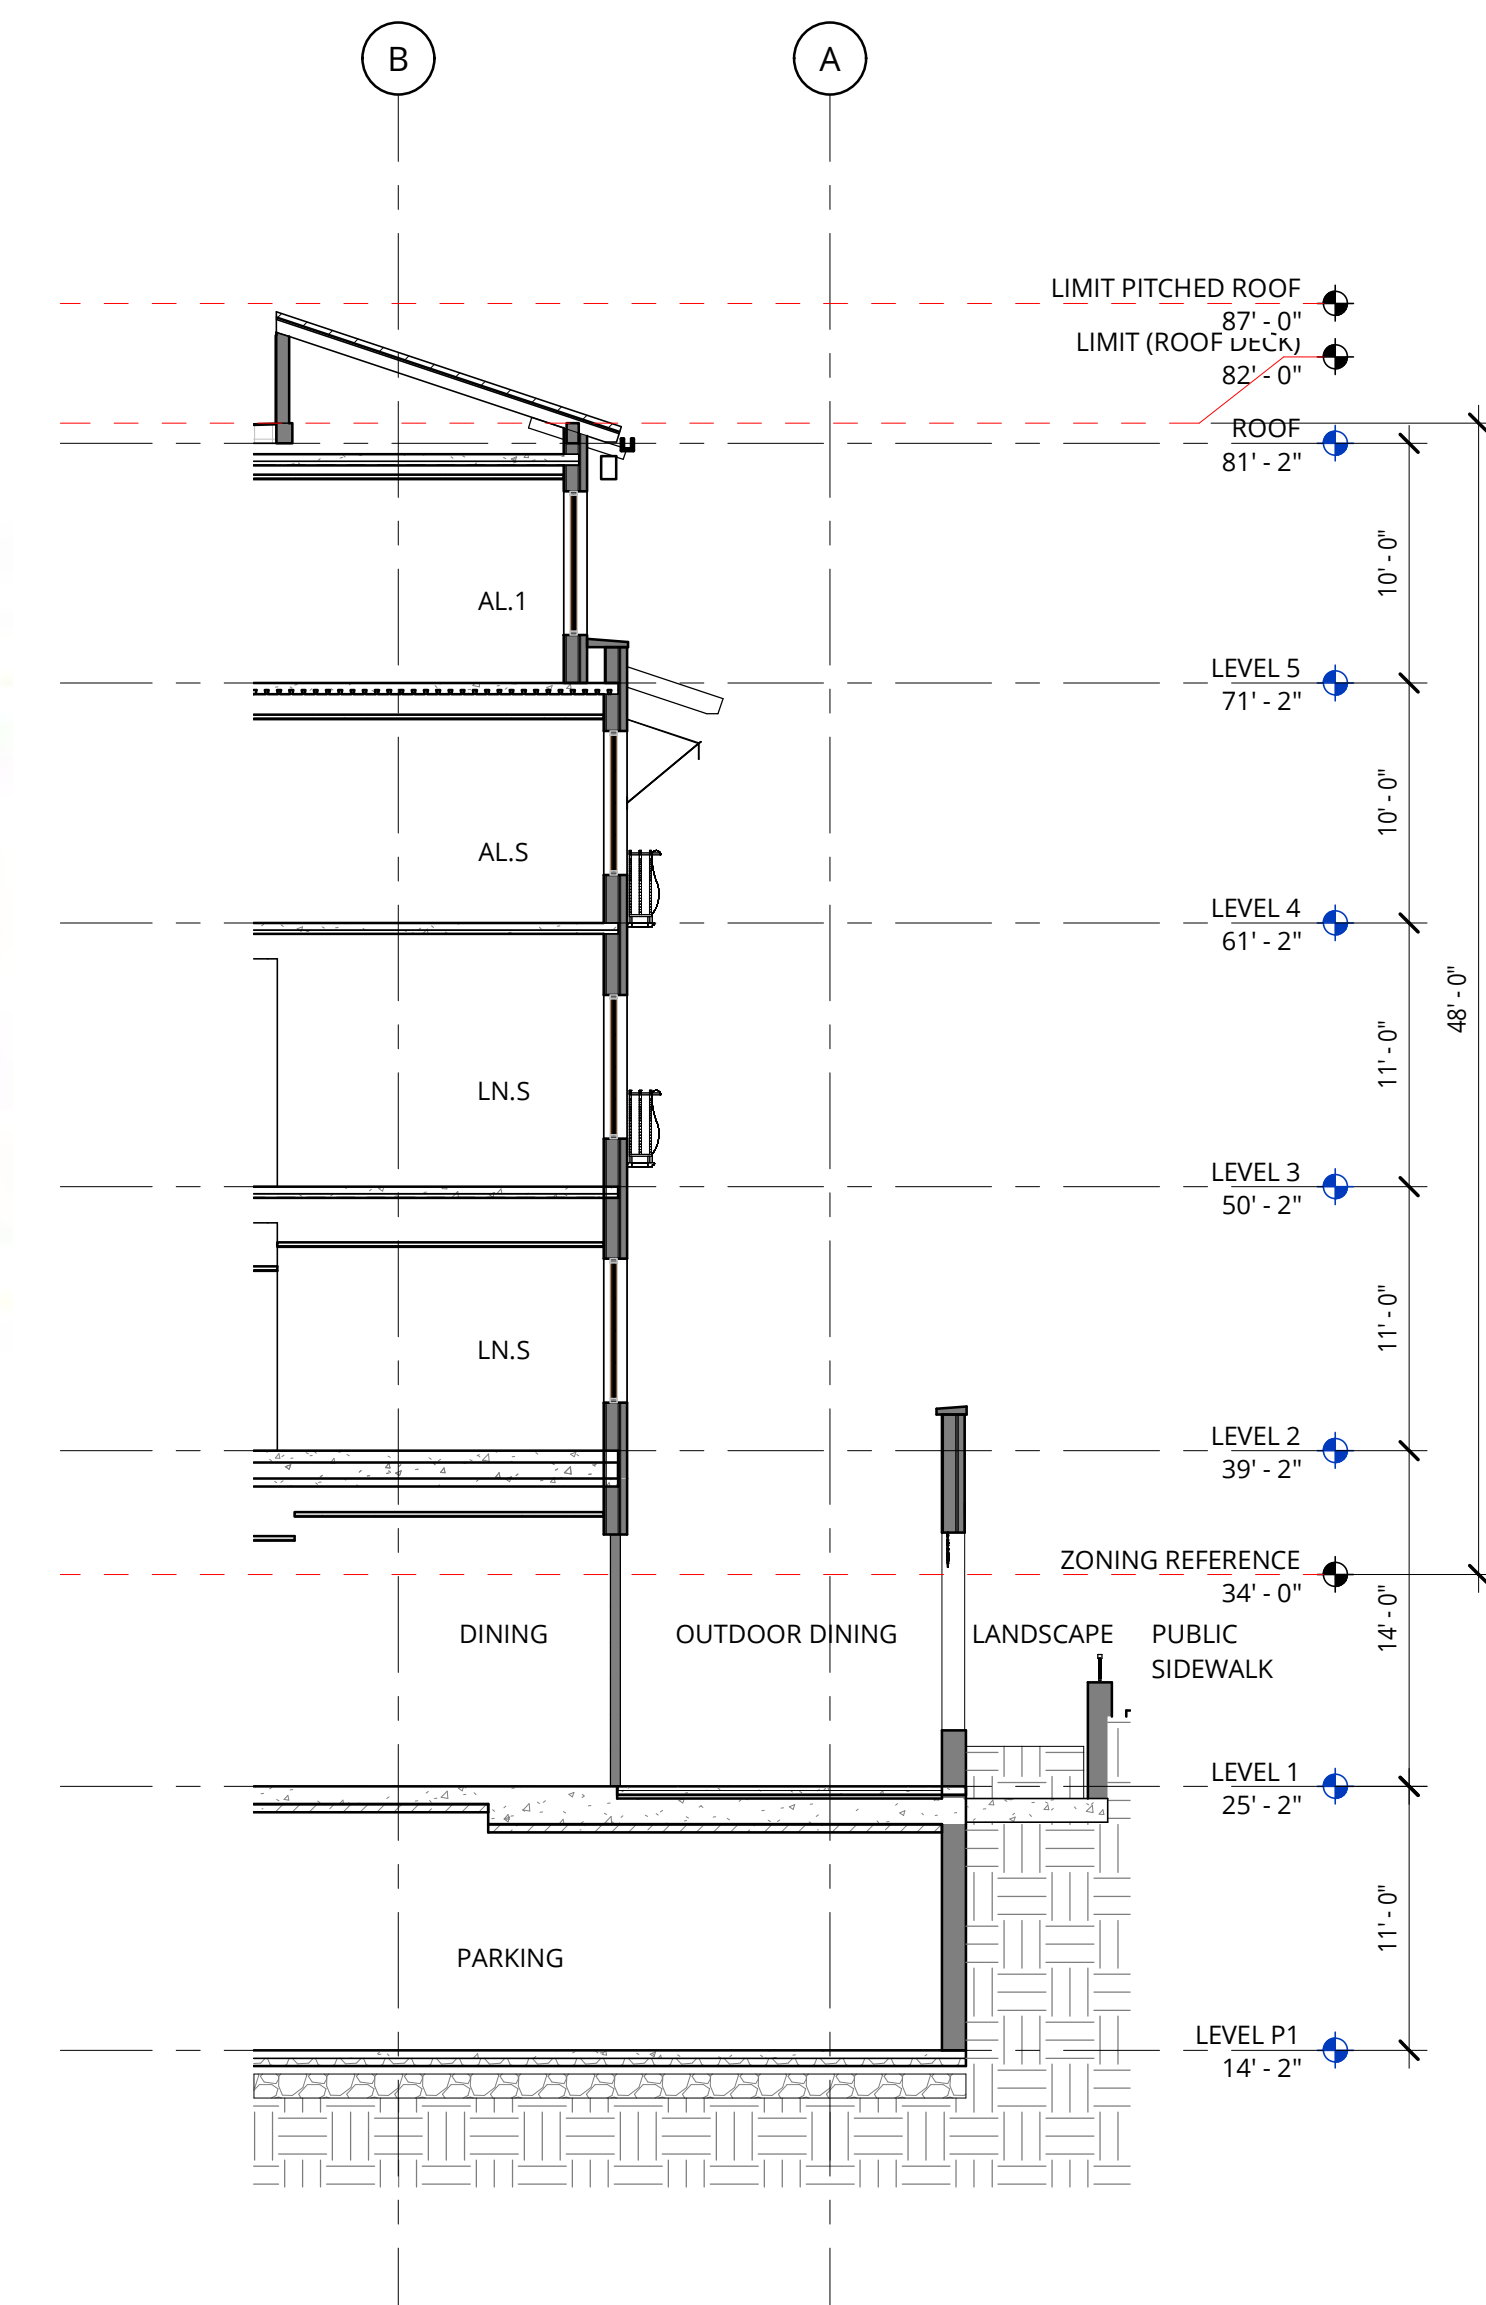 B
A
LIMIT PITCHED ROOF
87' - 0"
LIMIT (ROOF DECK)
82' - 0"
ROOF
81' - 2"
10' - 0"
AL.1
LEVEL 5
71' - 2"
10' - 0"
AL.S
LEVEL 4
61' - 2"
48' - 0"
11' - 0"
LN.S
LEVEL 3
50' - 2"
11' - 0"
LN.S
LEVEL 2
39' - 2"
ZONING REFERENCE
34' - 0"
14' - 0"
DINING
OUTDOOR DINING
LANDSCAPE
PUBLIC
SIDEWALK
LEVEL 1
25' - 2"
11' - 0"
PARKING
LEVEL P1
14' - 2"